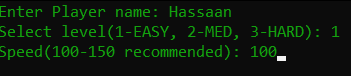 Enter Player name: Hassaan
Select level(1-EASY, 2-MED, 3-HARD): 1
Speed(100-150 recommended): 100